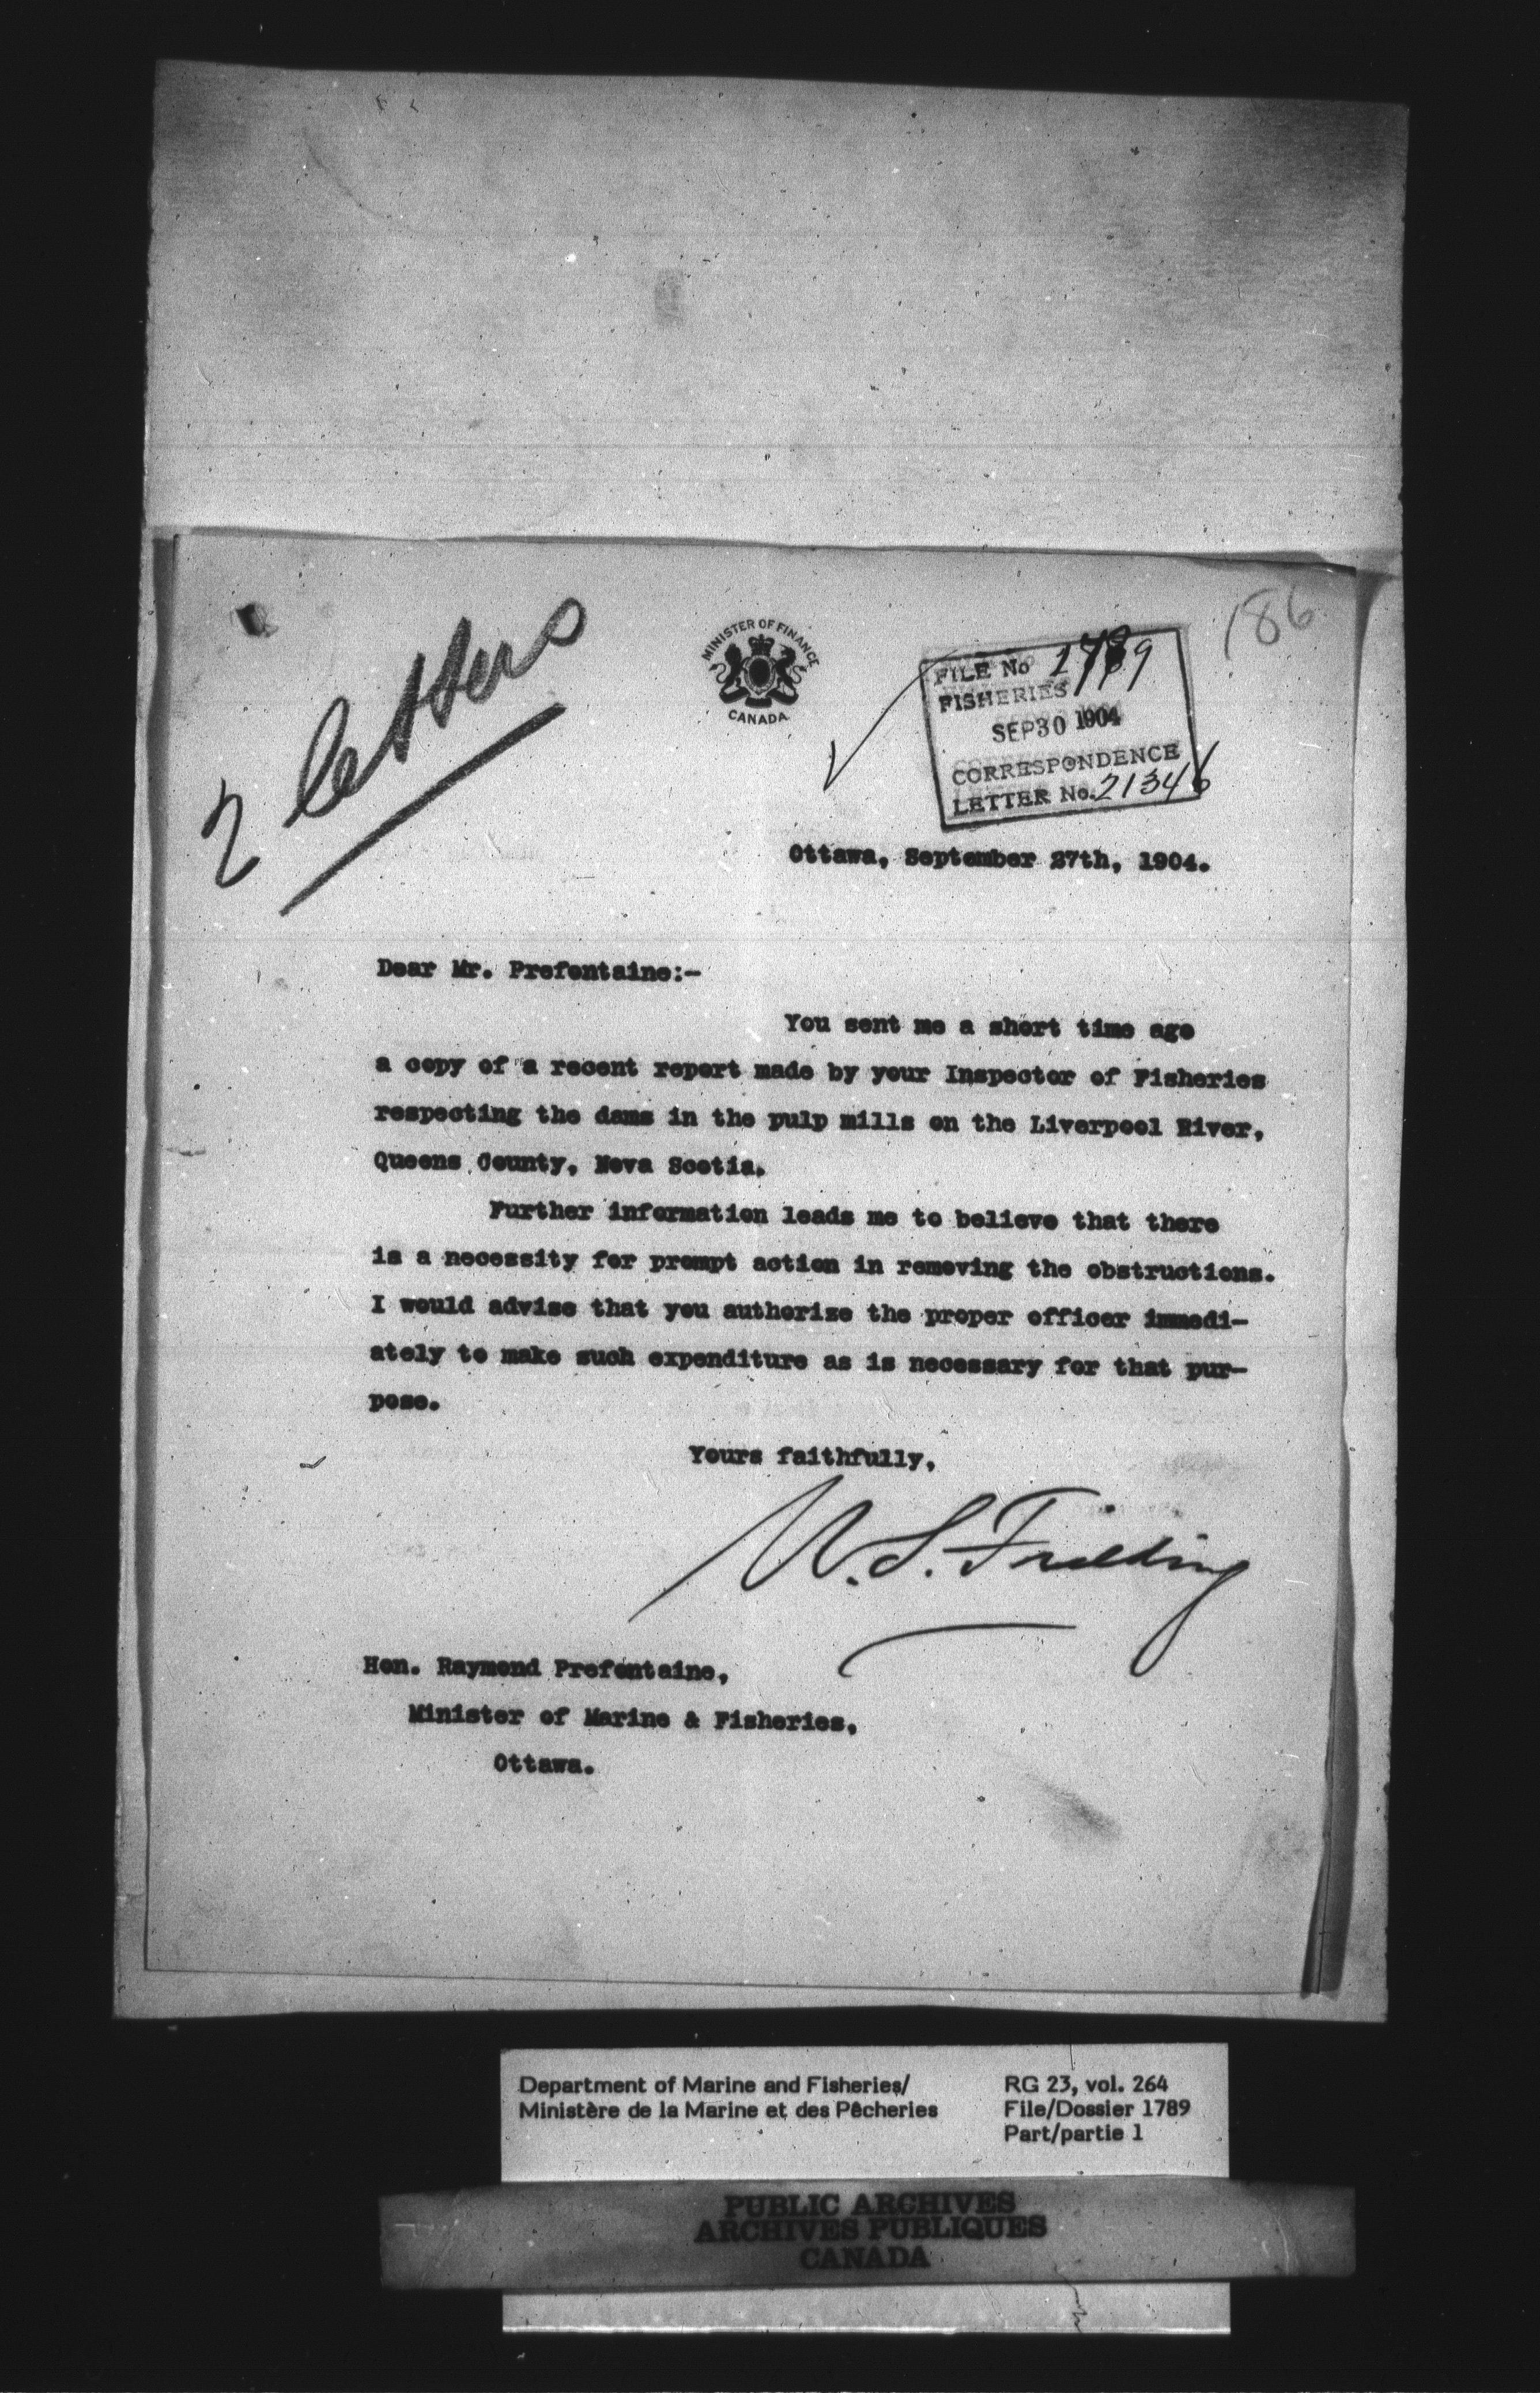 186
2 letters
MINISTER OF FINANCE
CANADA
FILE No 1789
FISHERIES
SEP 30 1904
CORRESPONDENCE
LETTER No. 21346
Ottawa, September 27th, 1904.
Dear Mr. Prefontaine:-
You sent me a short time ago
a copy of a recent report made by your Inspector of Fisheries
respecting the dams in the pulp mills on the Liverpool River,
Queens County, Nova Scotia.
Further information leads me to believe that there
is a necessity for prompt action in removing the obstructions.
I would advise that you authorize the proper officer immedi-
ately to make such expenditure as is necessary for that pur-
pose.
Yours faithfully,
W. S. Fielding
Hon. Raymond Prefontaine,
Minister of Marine & Fisheries,
Ottawa.
Department of Marine and Fisheries/
Ministère de la Marine et des Pêcheries
RG 23, vol. 264
File/Dossier 1789
Part/partie 1
PUBLIC ARCHIVES
ARCHIVES PUBLIQUES
CANADA